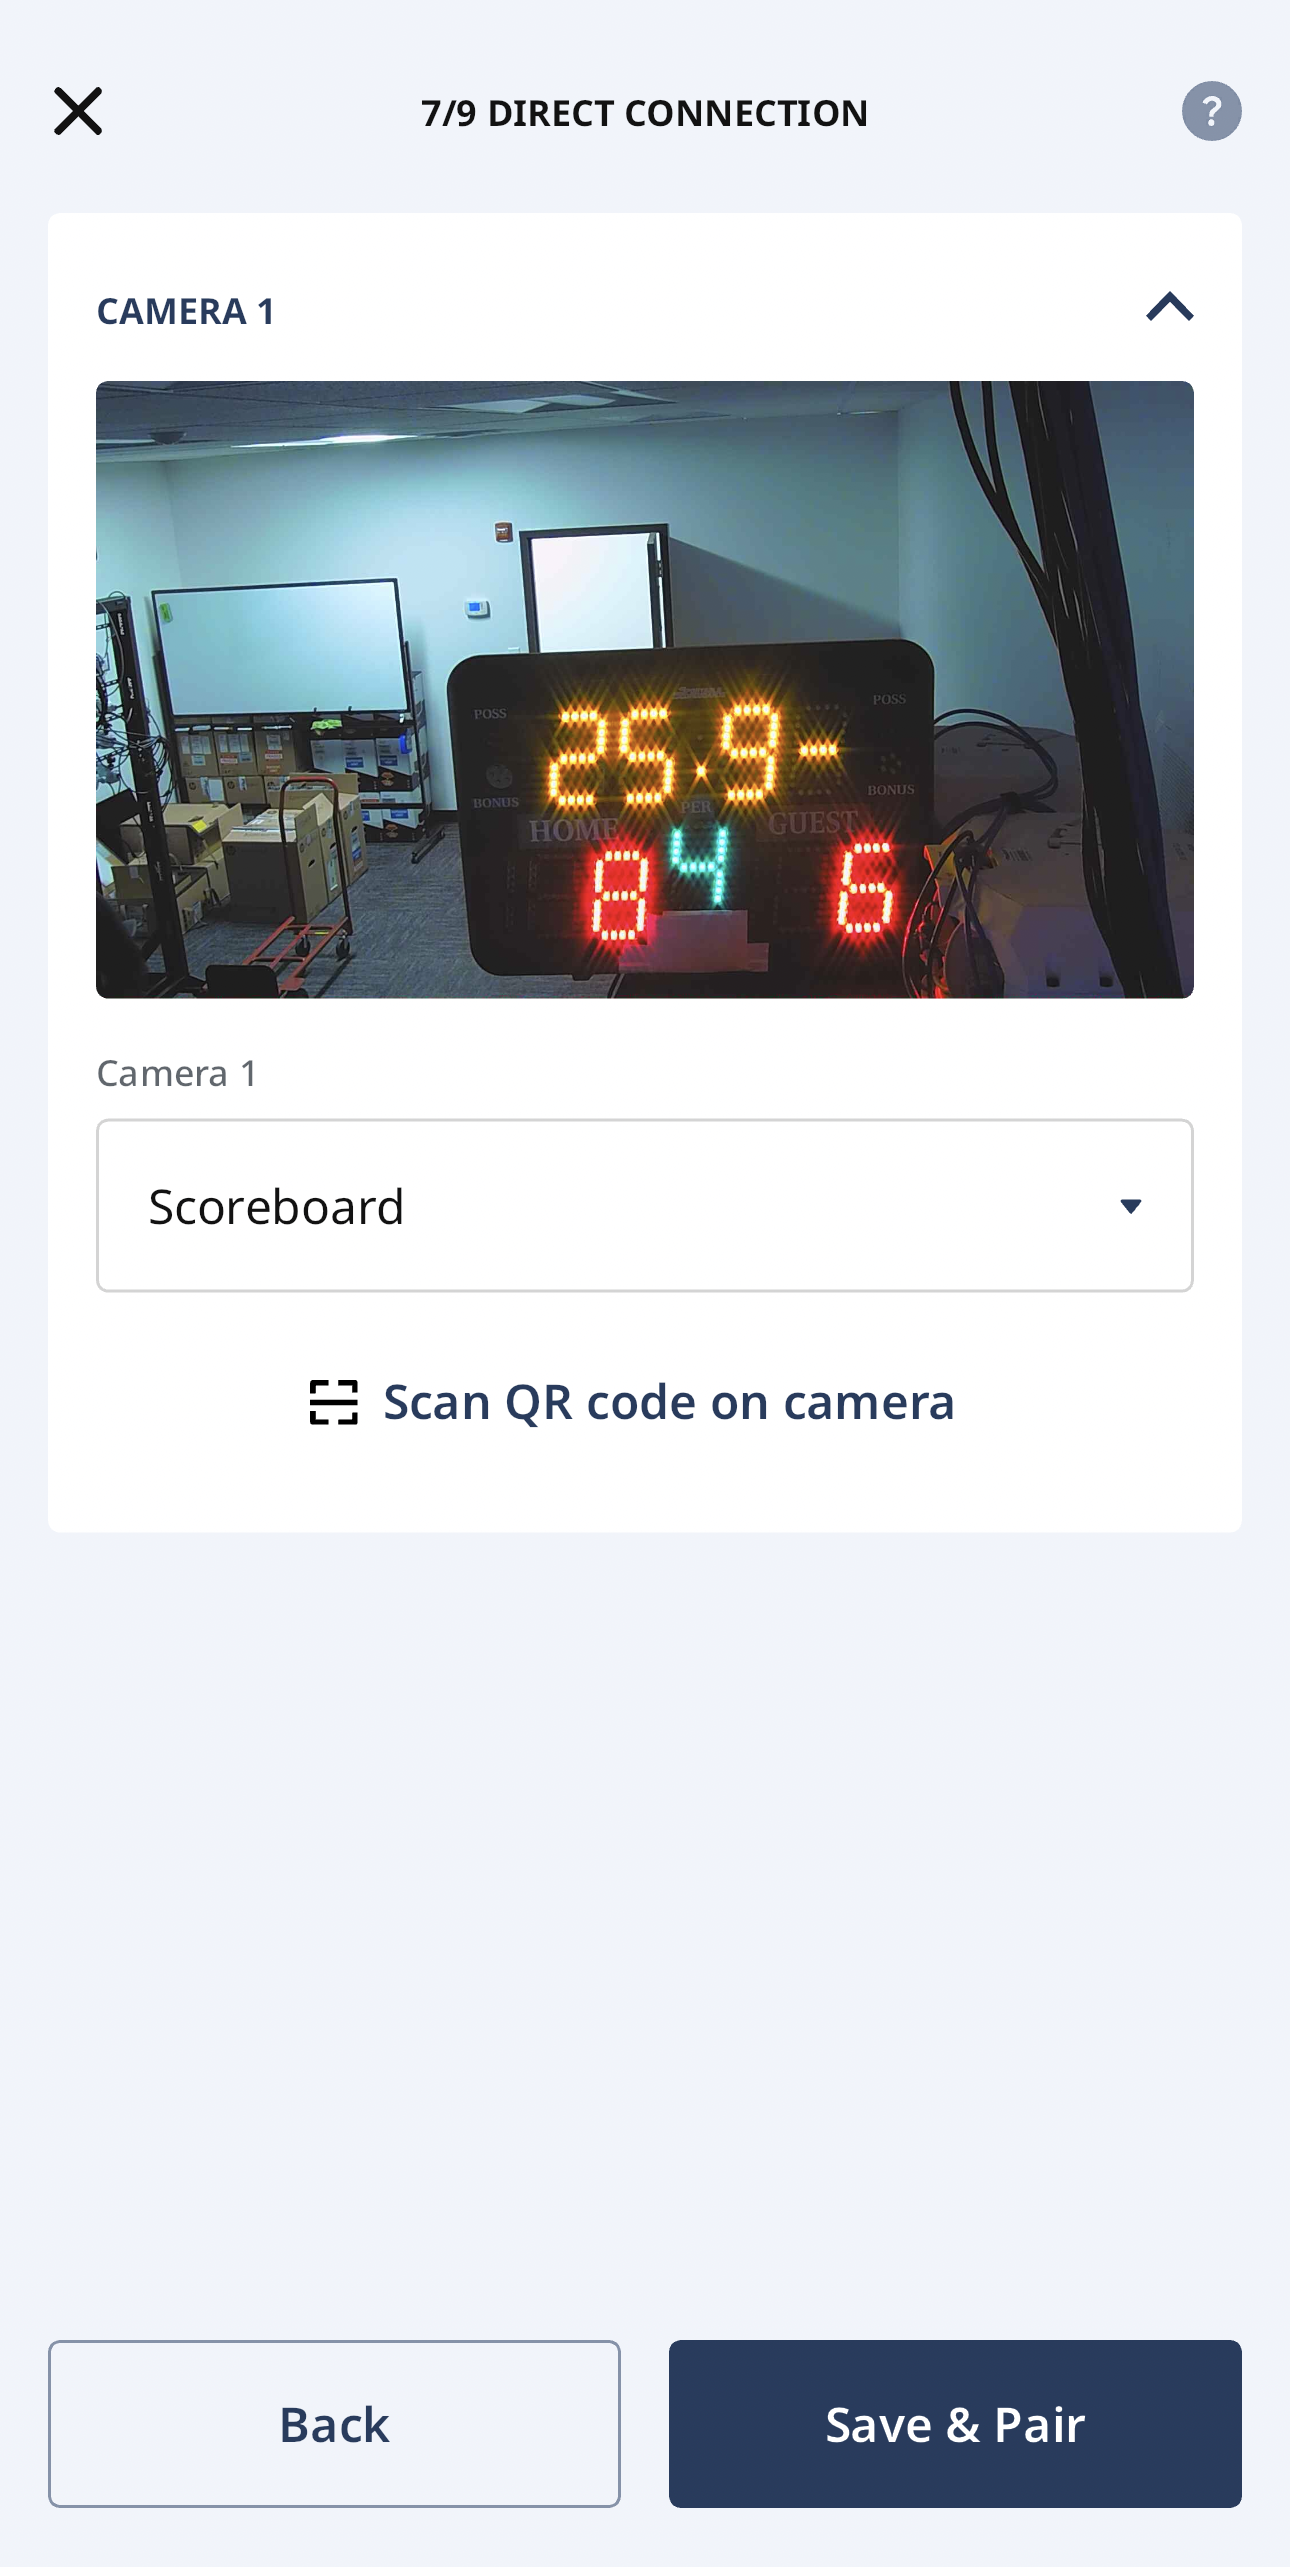 7/9 DIRECT CONNECTION
?
CAMERA 1
POSS
POSS
25.9-
BONUS
PER
BONUS
HOME
GUEST
8
4
6
Camera 1
Scoreboard
Scan QR code on camera
Back
Save & Pair